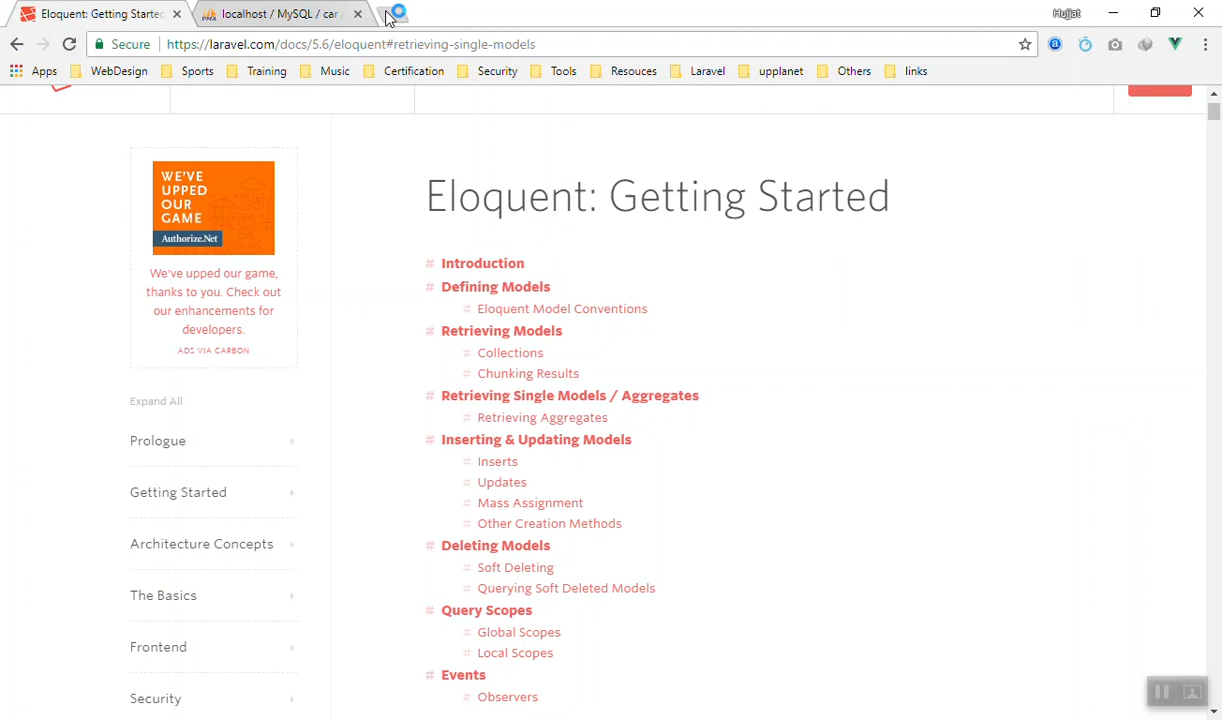 Eloquent: Getting Started
localhost / MySQL / car
Hujjat
Secure
https://laravel.com/docs/5.6/eloquent#retrieving-single-models
Apps
WebDesign
Sports
Training
Music
Certification
Security
Tools
Resouces
Laravel
upplanet
Others
links
WE'VE
UPPED
OUR
GAME
Authorize.Net
We've upped our game,
thanks to you. Check out
our enhancements for
developers.
ADS VIA CARBON
Expand All
Prologue
Getting Started
Architecture Concepts
The Basics
Frontend
Security
Eloquent: Getting Started
# Introduction
# Defining Models
# Eloquent Model Conventions
# Retrieving Models
# Collections
# Chunking Results
# Retrieving Single Models / Aggregates
# Retrieving Aggregates
# Inserting & Updating Models
# Inserts
# Updates
# Mass Assignment
# Other Creation Methods
# Deleting Models
# Soft Deleting
# Querying Soft Deleted Models
# Query Scopes
# Global Scopes
# Local Scopes
# Events
# Observers